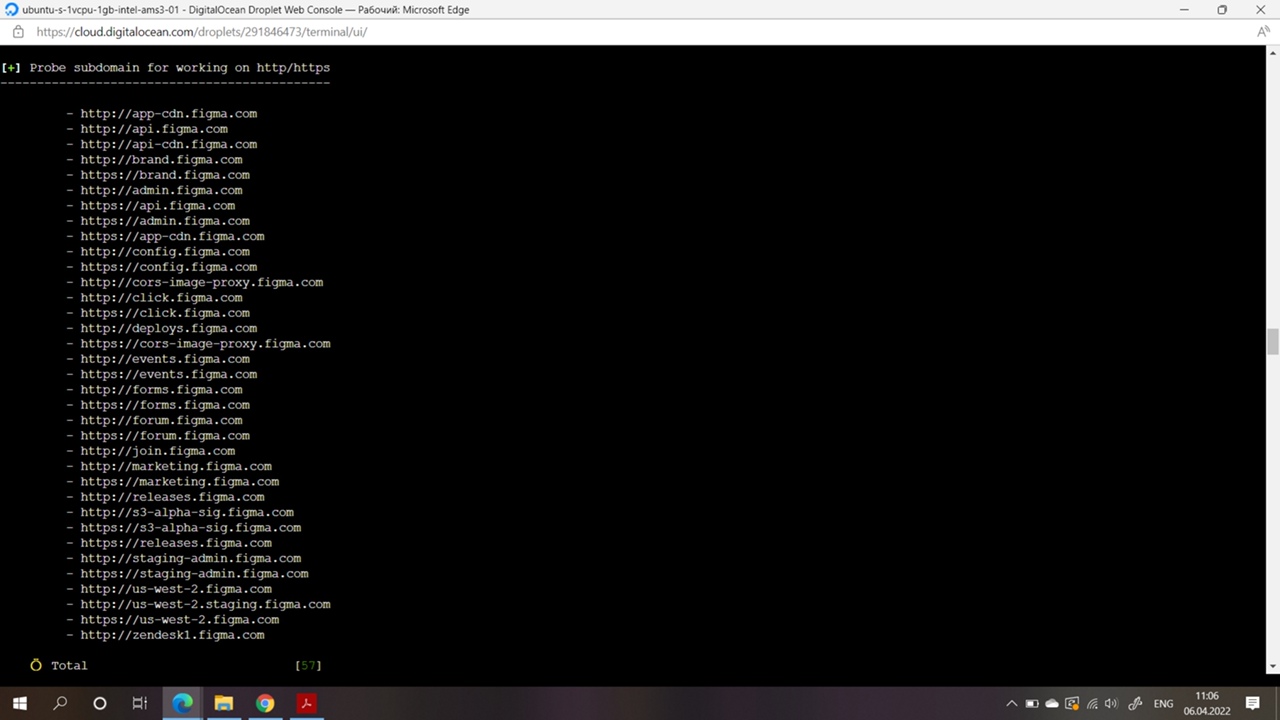 ubuntu-s-1vcpu-1gb-intel-ams3-01 - DigitalOcean Droplet Web Console — Рабочий: Microsoft Edge
https://cloud.digitalocean.com/droplets/291846473/terminal/ui/
[+] Probe subdomain for working on http/https
-----------------------------------------
- http://app-cdn.figma.com
- http://api.figma.com
- http://api-cdn.figma.com
- http://brand.figma.com
- https://brand.figma.com
- http://admin.figma.com
- https://api.figma.com
- https://admin.figma.com
- https://app-cdn.figma.com
- http://config.figma.com
- https://config.figma.com
- http://cors-image-proxy.figma.com
- http://click.figma.com
- https://click.figma.com
- http://deploys.figma.com
- https://cors-image-proxy.figma.com
- http://events.figma.com
- https://events.figma.com
- http://forms.figma.com
- https://forms.figma.com
- http://forum.figma.com
- https://forum.figma.com
- http://join.figma.com
- http://marketing.figma.com
- https://marketing.figma.com
- http://releases.figma.com
- http://s3-alpha-sig.figma.com
- https://s3-alpha-sig.figma.com
- https://releases.figma.com
- http://staging-admin.figma.com
- https://staging-admin.figma.com
- http://us-west-2.figma.com
- http://us-west-2.staging.figma.com
- https://us-west-2.figma.com
- http://zendesk1.figma.com
Total [57]
ENG
11:06
06.04.2022